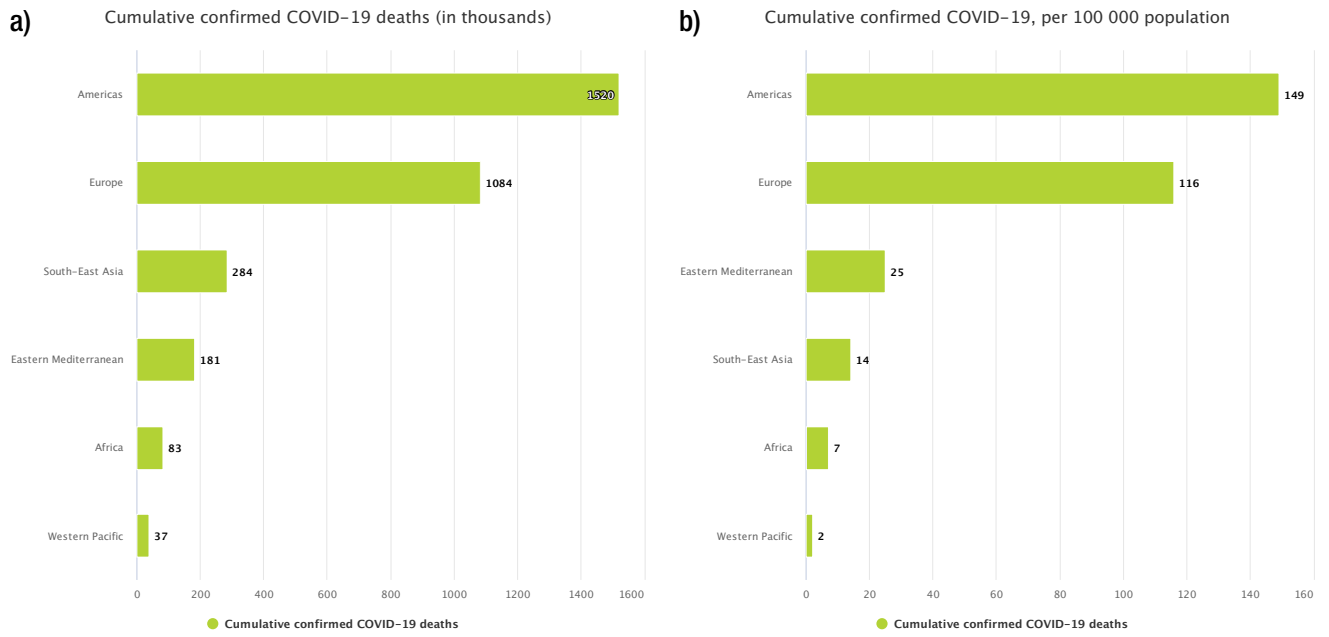 a)
Cumulative confirmed COVID-19 deaths (in thousands)
Americas
1520
Europe
1084
South-East Asia
284
Eastern Mediterranean
181
Africa
83
Western Pacific
37
0 200 400 600 800 1000 1200 1400 1600
Cumulative confirmed COVID-19 deaths
b)
Cumulative confirmed COVID-19, per 100 000 population
Americas
149
Europe
116
Eastern Mediterranean
25
South-East Asia
14
Africa
7
Western Pacific
2
0 20 40 60 80 100 120 140 160
Cumulative confirmed COVID-19 deaths